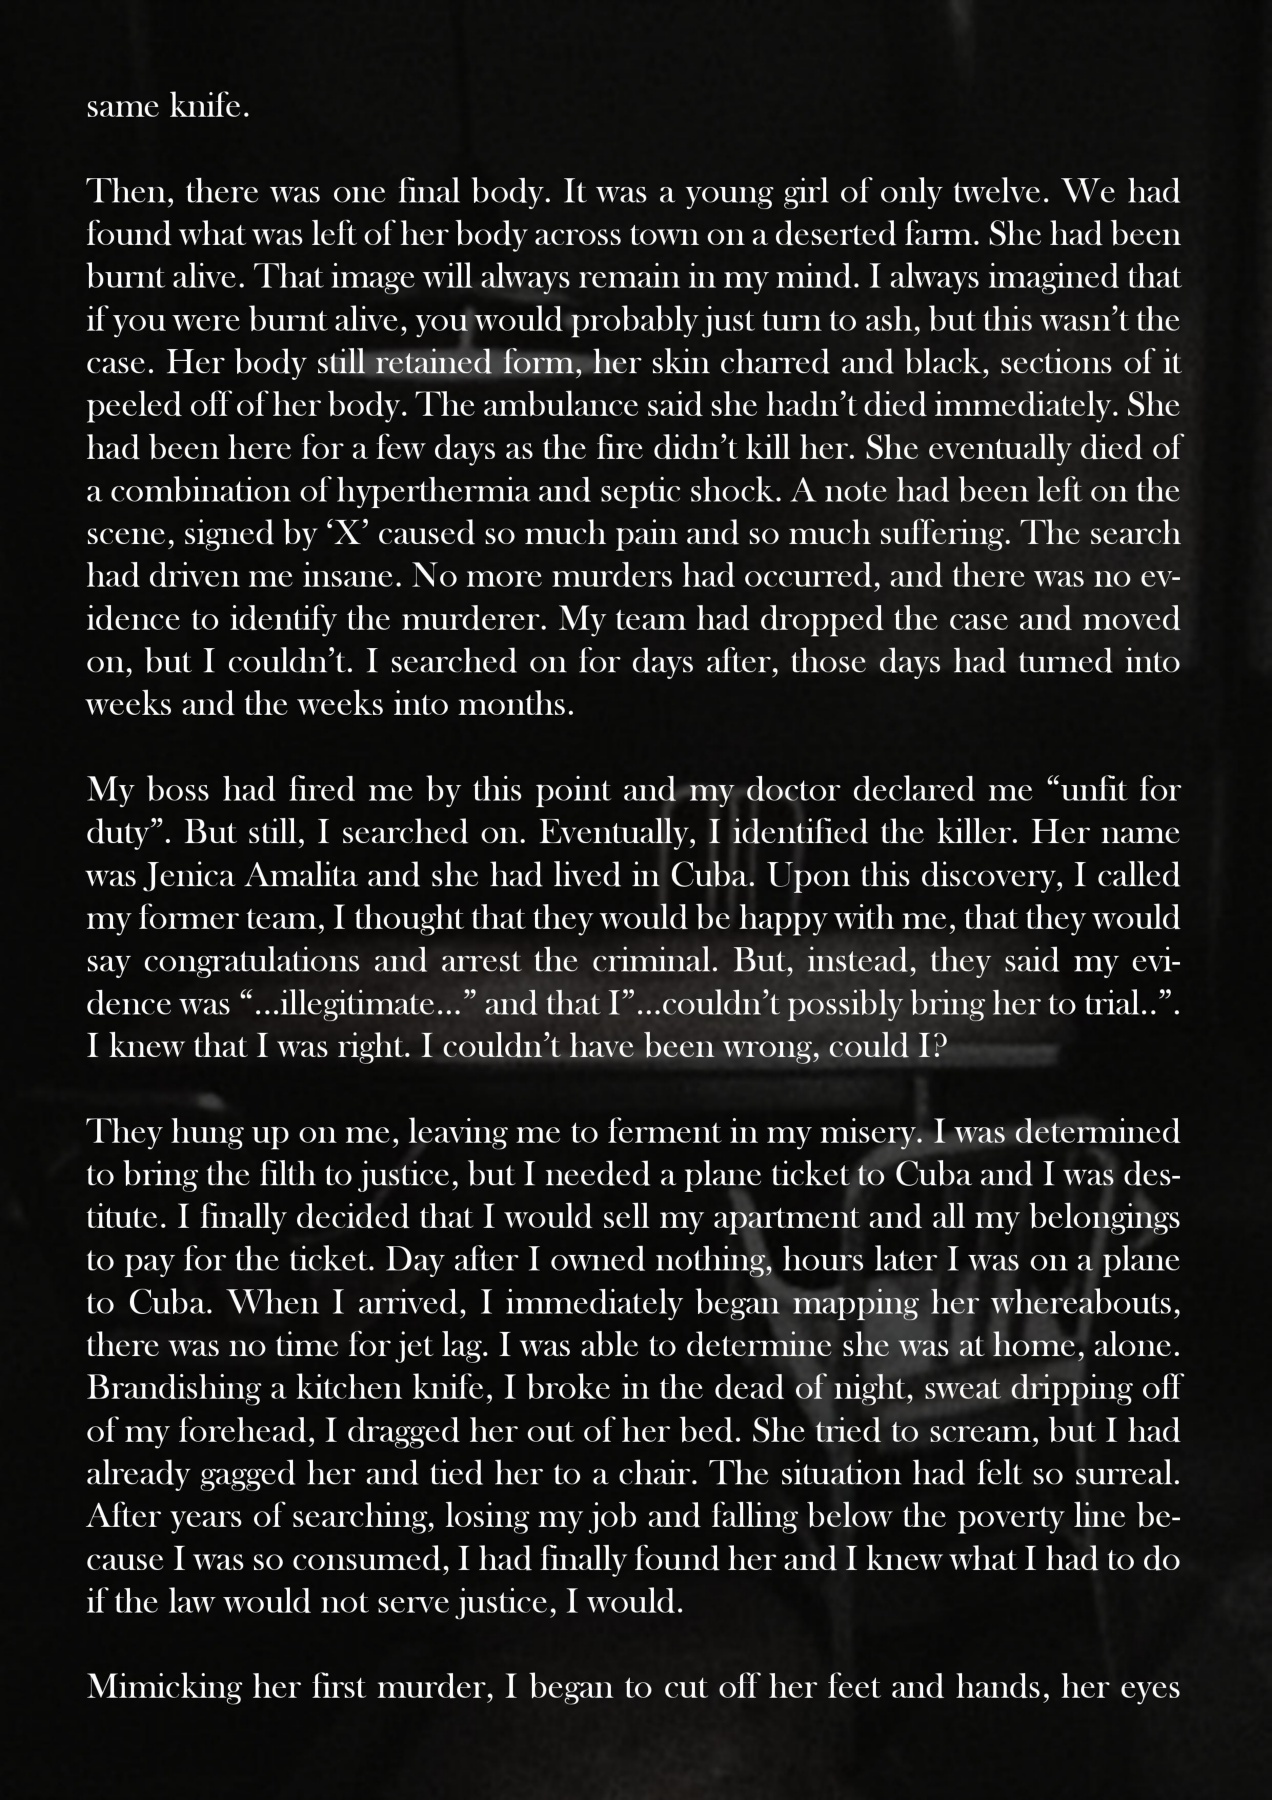 same knife.
Then, there was one final body. It was a young girl of only twelve. We had
found what was left of her body across town on a deserted farm. She had been
burnt alive. That image will always remain in my mind. I always imagined that
if you were burnt alive, you would probably just turn to ash, but this wasn’t the
case. Her body still retained form, her skin charred and black, sections of it
peeled off of her body. The ambulance said she hadn’t died immediately. She
had been here for a few days as the fire didn’t kill her. She eventually died of
a combination of hyperthermia and septic shock. A note had been left on the
scene, signed by ‘X’ caused so much pain and so much suffering. The search
had driven me insane. No more murders had occurred, and there was no ev-
idence to identify the murderer. My team had dropped the case and moved
on, but I couldn’t. I searched on for days after, those days had turned into
weeks and the weeks into months.
My boss had fired me by this point and my doctor declared me “unfit for
duty”. But still, I searched on. Eventually, I identified the killer. Her name
was Jenica Amalita and she had lived in Cuba. Upon this discovery, I called
my former team, I thought that they would be happy with me, that they would
say congratulations and arrest the criminal. But, instead, they said my evi-
dence was “...illegitimate...” and that I”...couldn’t possibly bring her to trial..”.
I knew that I was right. I couldn’t have been wrong, could I?
They hung up on me, leaving me to ferment in my misery. I was determined
to bring the filth to justice, but I needed a plane ticket to Cuba and I was des-
titute. I finally decided that I would sell my apartment and all my belongings
to pay for the ticket. Day after I owned nothing, hours later I was on a plane
to Cuba. When I arrived, I immediately began mapping her whereabouts,
there was no time for jet lag. I was able to determine she was at home, alone.
Brandishing a kitchen knife, I broke in the dead of night, sweat dripping off
of my forehead, I dragged her out of her bed. She tried to scream, but I had
already gagged her and tied her to a chair. The situation had felt so surreal.
After years of searching, losing my job and falling below the poverty line be-
cause I was so consumed, I had finally found her and I knew what I had to do
if the law would not serve justice, I would.
Mimicking her first murder, I began to cut off her feet and hands, her eyes